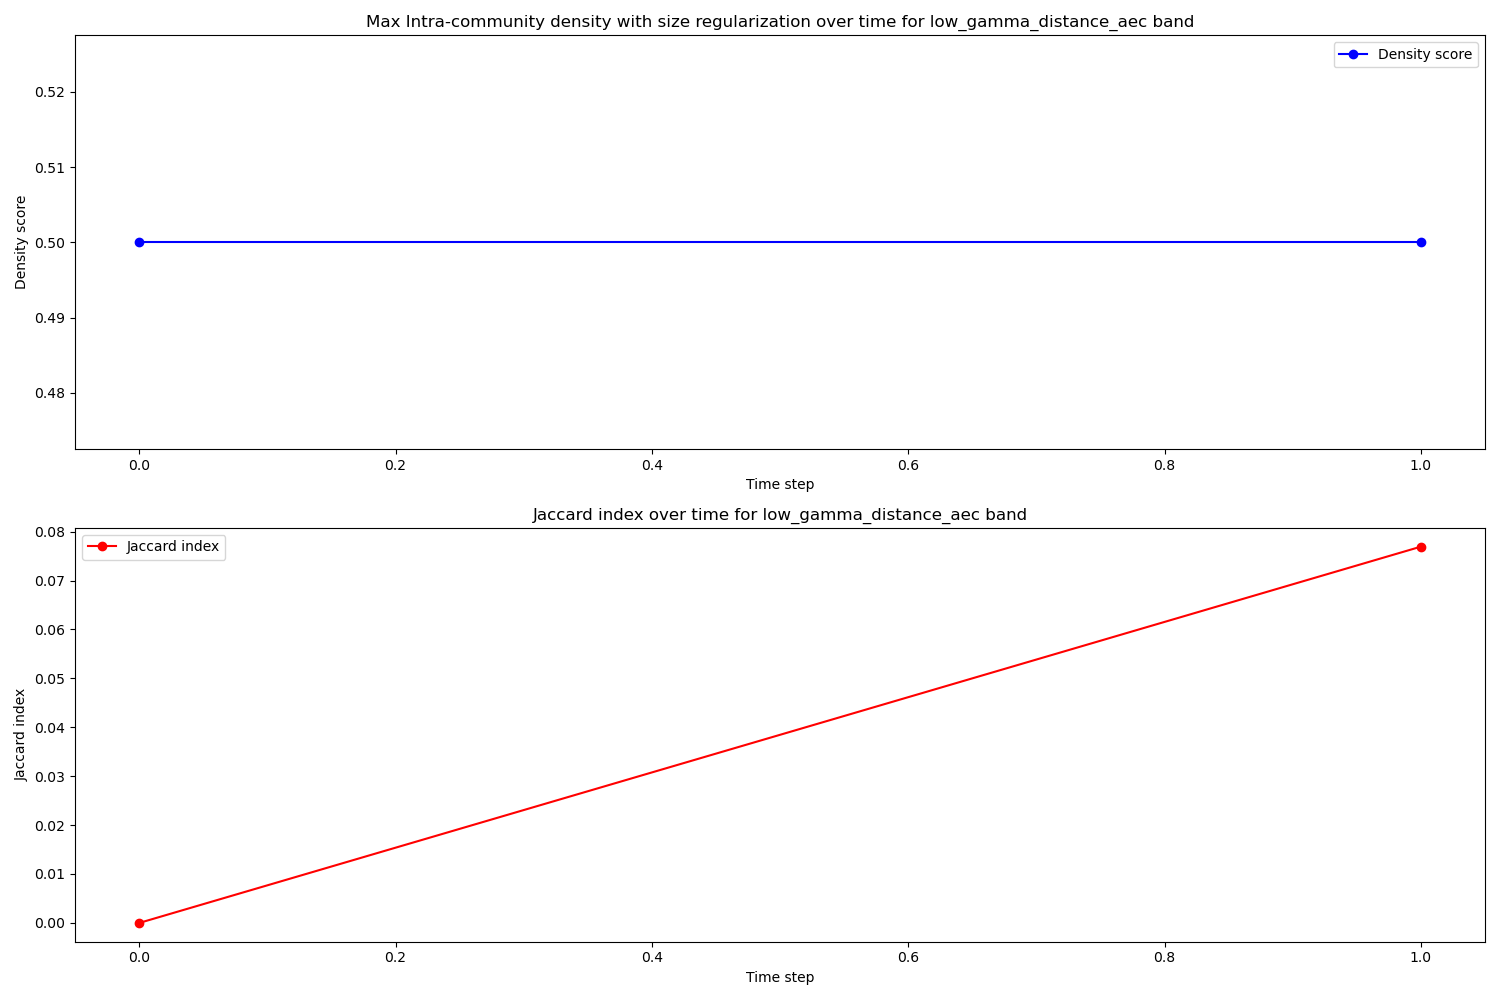 Max Intra-community density with size regularization over time for low_gamma_distance_aec band
Density score
0.52
0.51
0.50
0.49
0.48
Density score
0.0 0.2 0.4 0.6 0.8 1.0
Time step
Jaccard index over time for low_gamma_distance_aec band
Jaccard index
0.08
0.07
0.06
0.05
0.04
0.03
0.02
0.01
0.00
Jaccard index
0.0 0.2 0.4 0.6 0.8 1.0
Time step